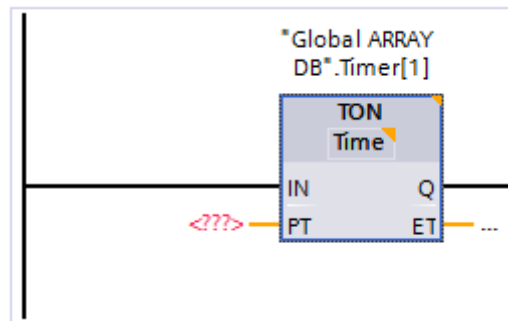 "Global ARRAY
DB".Timer[1]
TON
Time
IN Q
<???> PT ET ...